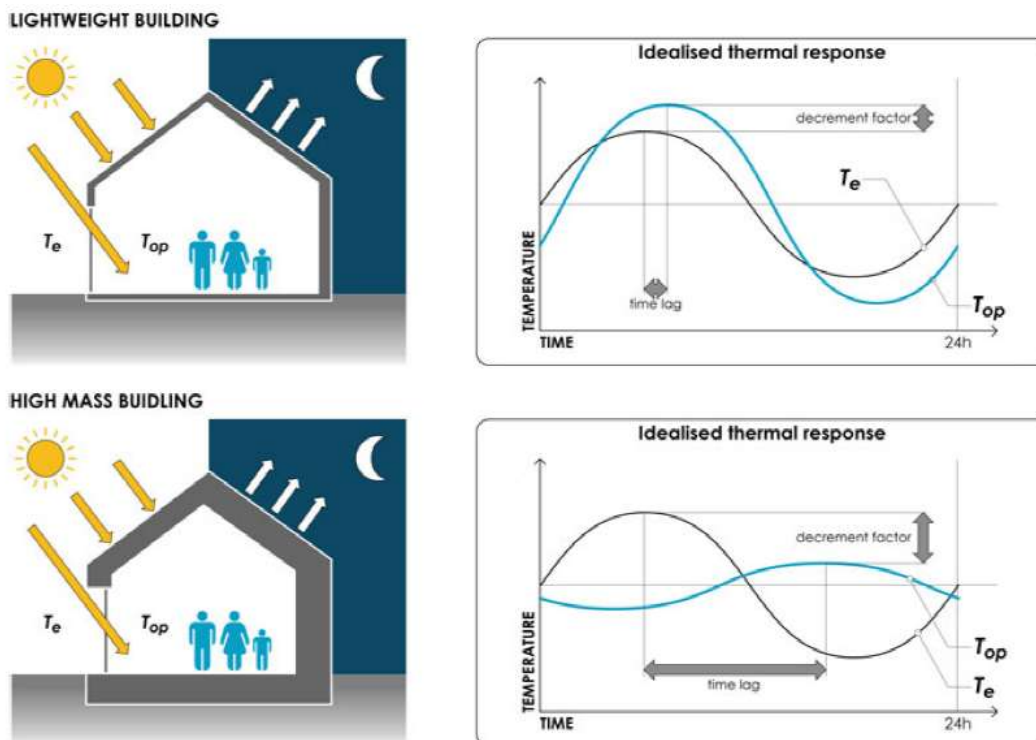 LIGHTWEIGHT BUILDING
Te
Top
Idealised thermal response
decrement factor
Te
TEMPERATURE
time lag
Top
TIME
24h
HIGH MASS BUIDLING
Te
Top
Idealised thermal response
decrement factor
TEMPERATURE
time lag
Top
Te
TIME
24h